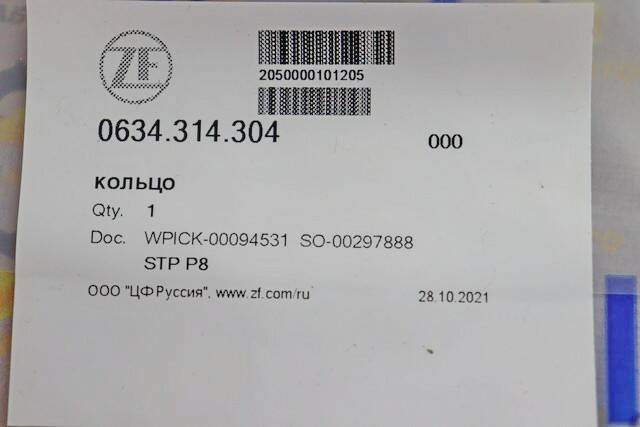 ZF
2050000101205
0634.314.304
000
кольцо
Qty. 1
Doc. WPICK-00094531 SO-00297888
STP P8
ООО "ЦФ Руссия", www.zf.com/ru
28.10.2021